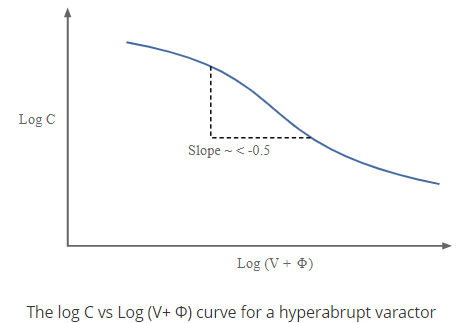 Log C
Slope ~ < -0.5
Log (V + Φ)
The log C vs Log (V+ Φ) curve for a hyperabrupt varactor